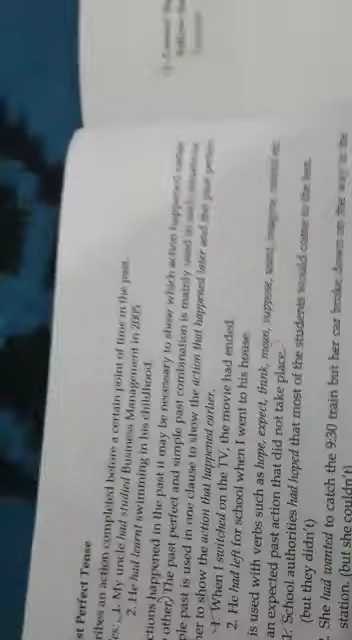 st Perfect Tense
ribes an action completed before a certain point of time in the past.
es: 1. My uncle had studied Business Management in 2005
2. He had learnt swimming in his childhood
ctions happened in the past it may be necessary to show which action happened
other) The past perfect and simple past combination is mainly used in such
ple past is used in one clause to show the action that happened later and the past perfect
er to show the action that happened earlier.
1. When I switched on the TV, the movie had ended
2. He had left for school when I went to his house
is used with verbs such as hope, expect, think, mean, suppose, want, imagine
an expected past action that did not take place.
School authorities had hoped that most of the students would come to the
(but they didn't)
She had wanted to catch the 9:30 train but her car broke down on the way to the
station. (but she couldn't)